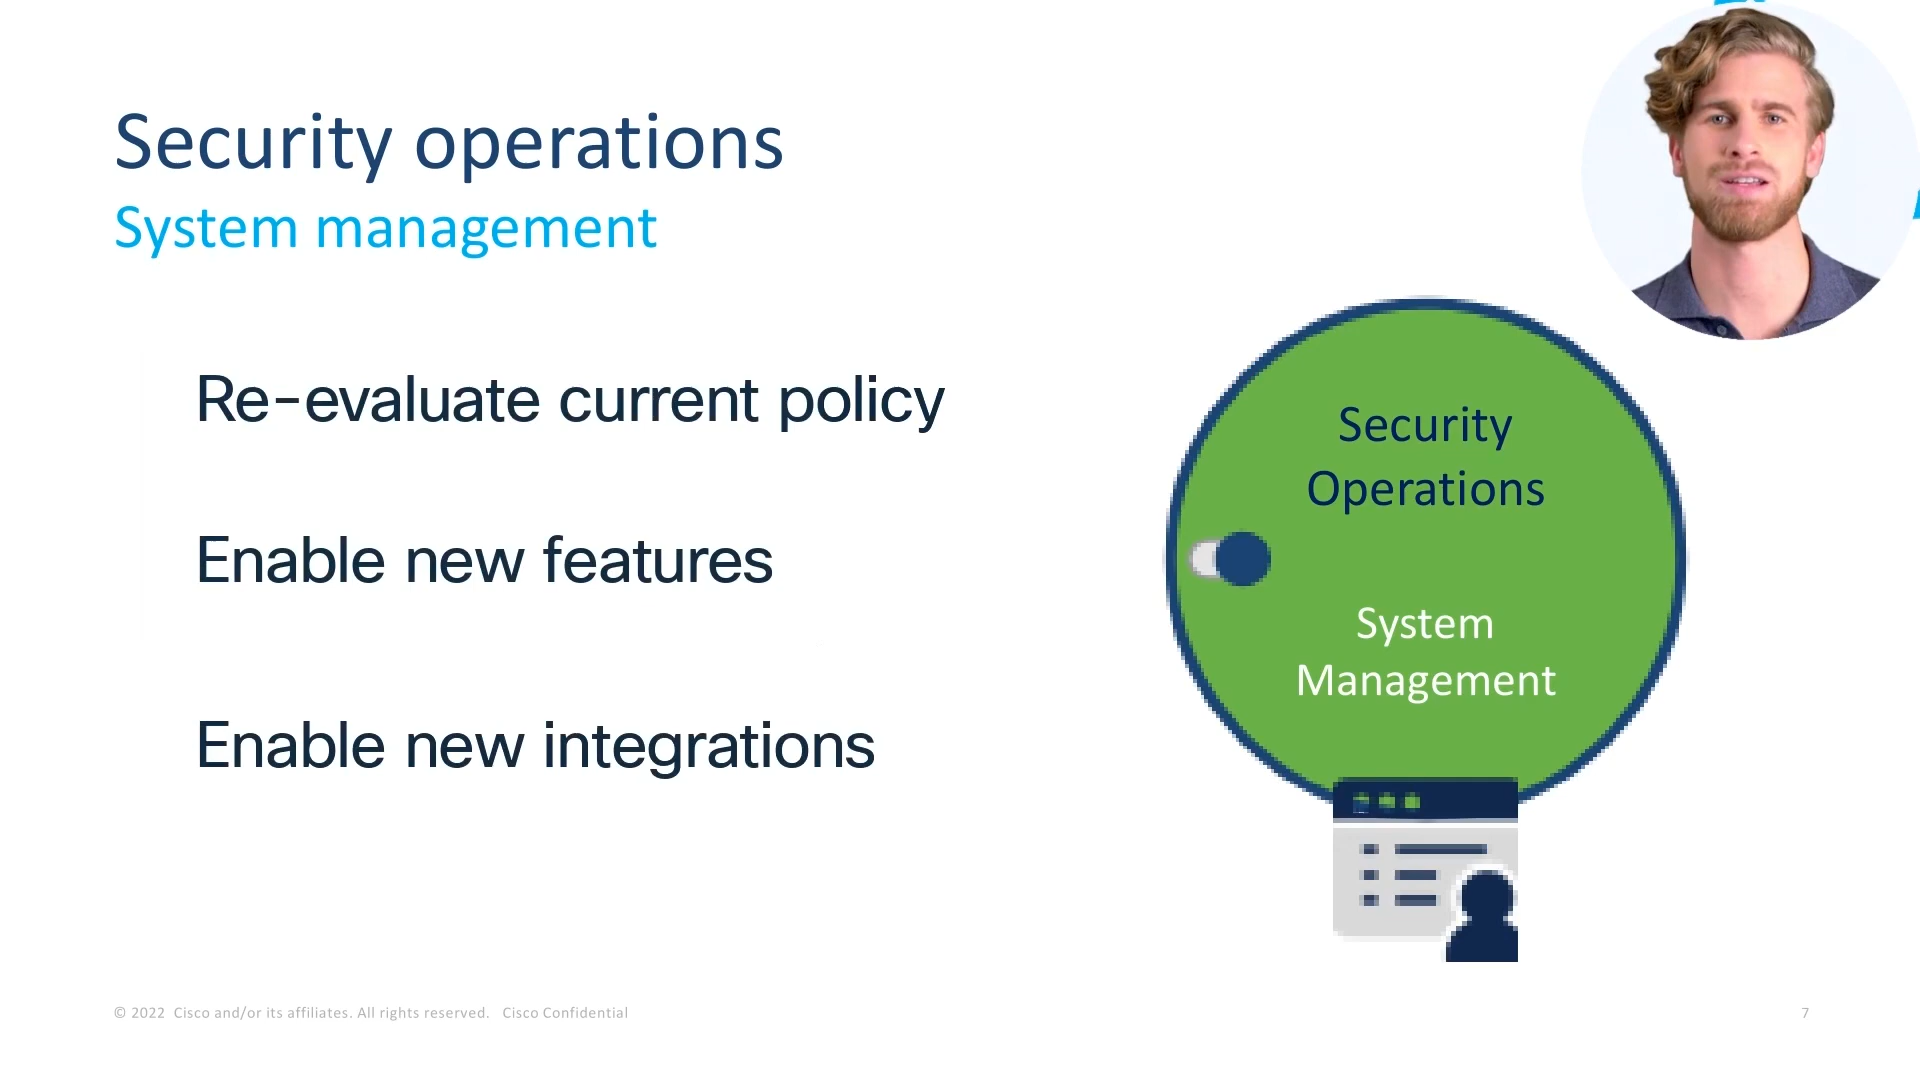 Security operations
System management
Re-evaluate current policy
Enable new features
Enable new integrations
Security
Operations
System
Management
© 2022 Cisco and/or its affiliates. All rights reserved. Cisco Confidential
7